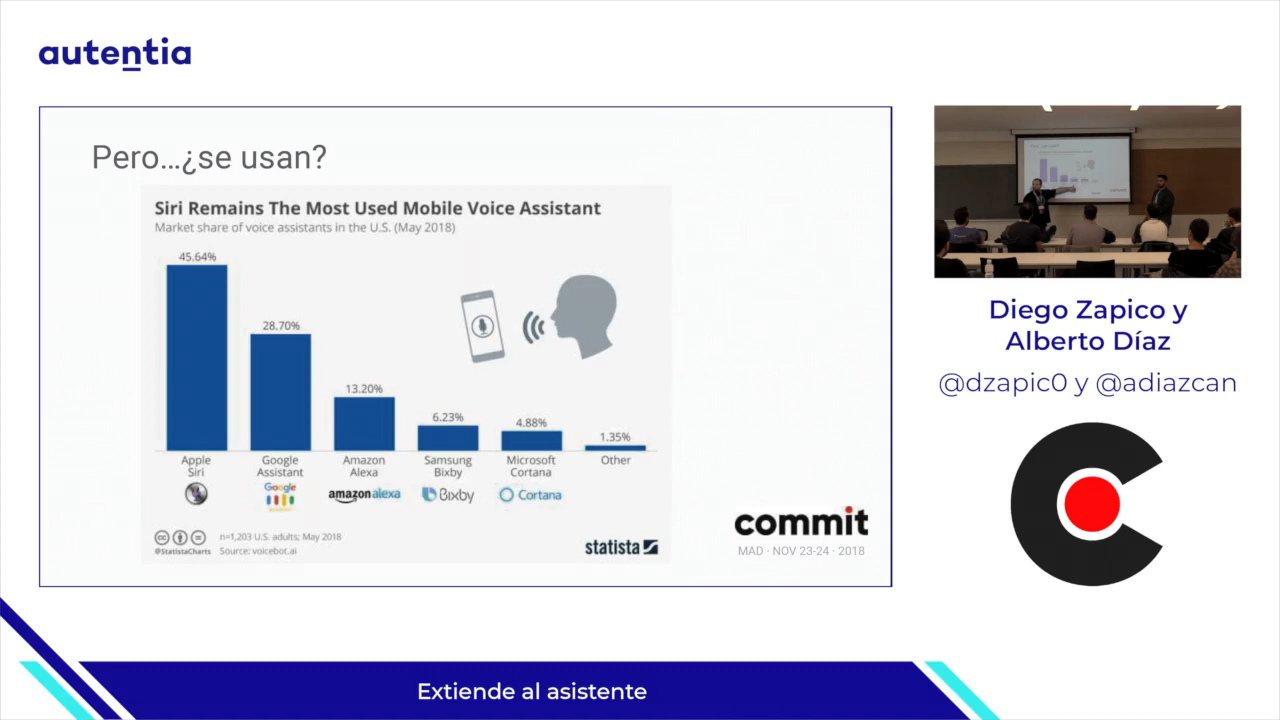 autentia
Pero...¿se usan?
Siri Remains The Most Used Mobile Voice Assistant
Market share of voice assistants in the U.S. (May 2018)
45.64%
28.70%
13.20%
6.23%
4.88%
1.35%
Apple
Siri
Google
Assistant
Amazon
Alexa
Samsung
Bixby
Microsoft
Cortana
Other
Google
amazon alexa
Bixby
Cortana
cc
@StatistaCharts
n=1,203 U.S. adults; May 2018
Source: voicebot.ai
statista
commit
MAD · NOV 23-24 · 2018
Diego Zapico y
Alberto Díaz
@dzapic0 y @adiazcan
Extiende al asistente